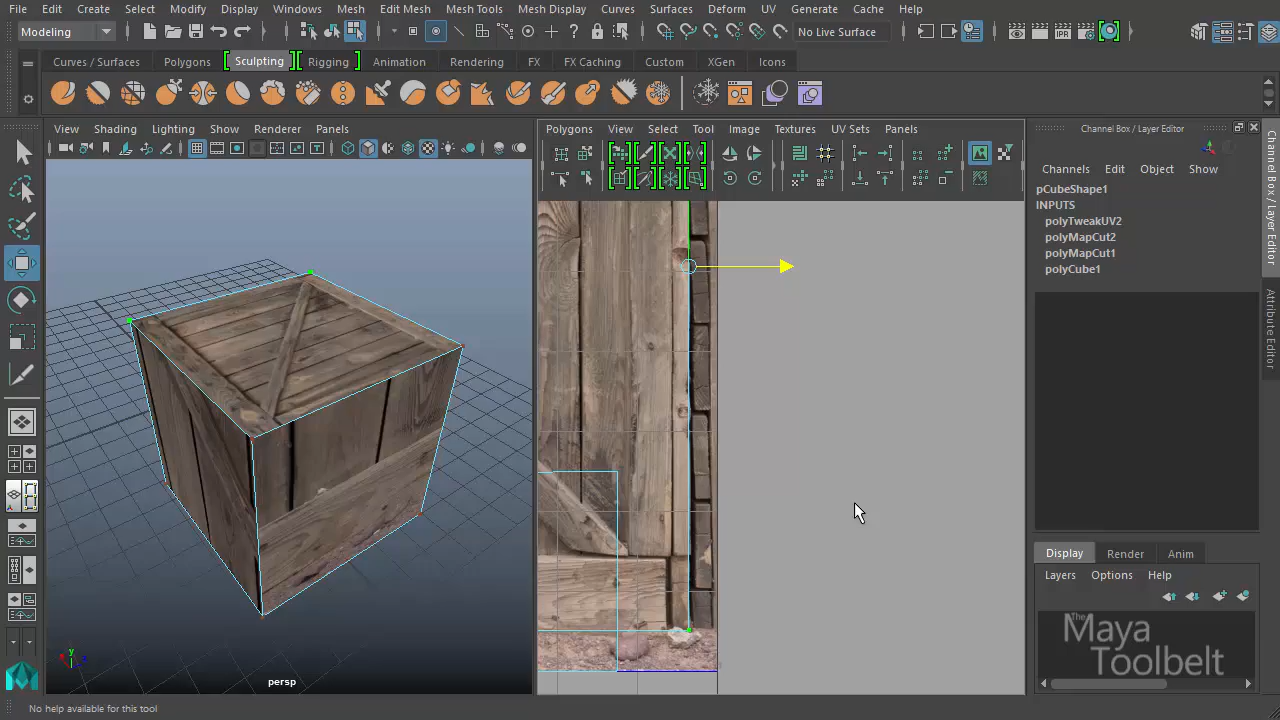 File Edit Create Select Modify Display Windows Mesh Edit Mesh Mesh Tools Mesh Display Curves Surfaces Deform UV Generate Cache Help
Modeling No Live Surface
Curves / Surfaces Polygons Sculpting Rigging Animation Rendering FX FX Caching Custom XGen Icons
View Shading Lighting Show Renderer Panels
Polygons View Select Tool Image Textures UV Sets Panels
Channel Box / Layer Editor
Channels Edit Object Show
pCubeShape1
INPUTS
polyTweakUV2
polyMapCut2
polyMapCut1
polyCube1
Channel Box / Layer Editor
Attribute Editor
Display Render Anim
Layers Options Help
The
Maya
Toolbelt
persp
No help available for this tool